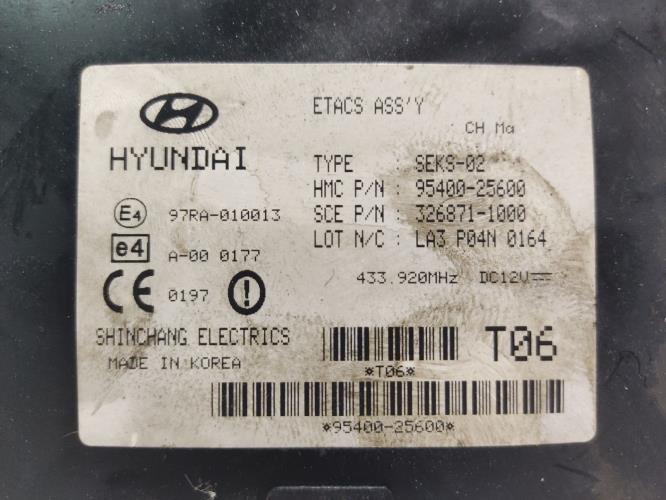 ETACS ASS'Y
CH Ma
HYUNDAI
TYPE : SEKS-02
HMC P/N : 95400-25600
SCE P/N : 326871-1000
LOT N/C : LA3 P04N 0164
E4 97RA-010013
e4 A-00 0177
433.920MHz DC12V
CE 0197
SHINCHANG ELECTRICS
MADE IN KOREA
T06
*T06*
*95400-25600*